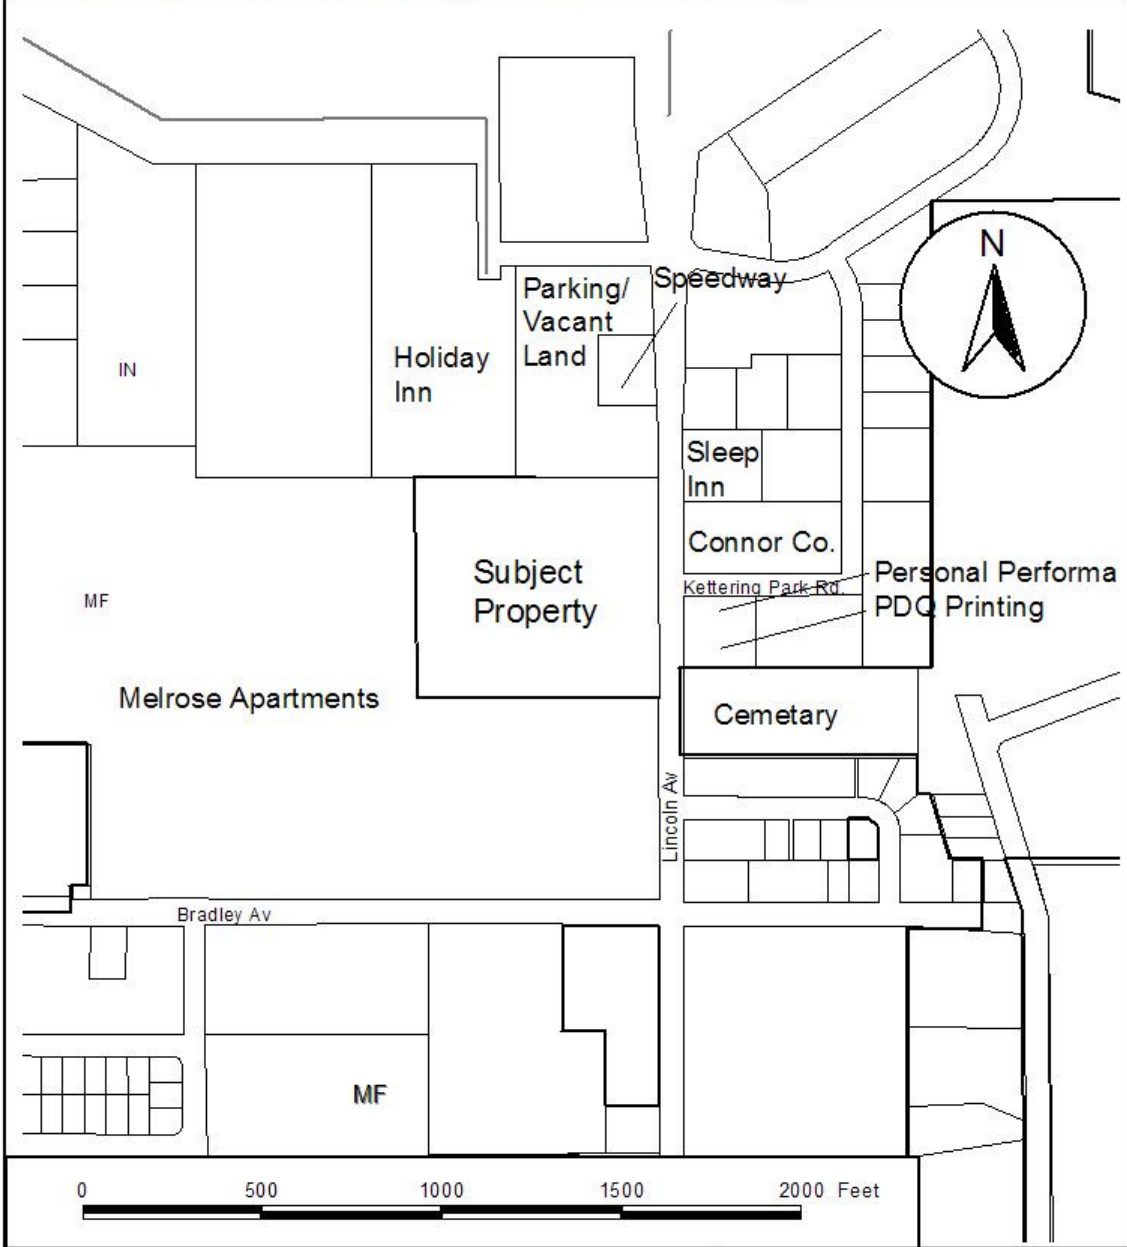 N
Speedway
Parking/
Vacant
Land
Holiday
Inn
IN
Sleep
Inn
Connor Co.
Subject
Property
Kettering Park Rd.
Personal Performa
PDQ Printing
MF
Melrose Apartments
Cemetary
Lincoln Av
Bradley Av
MF
0 500 1000 1500 2000 Feet